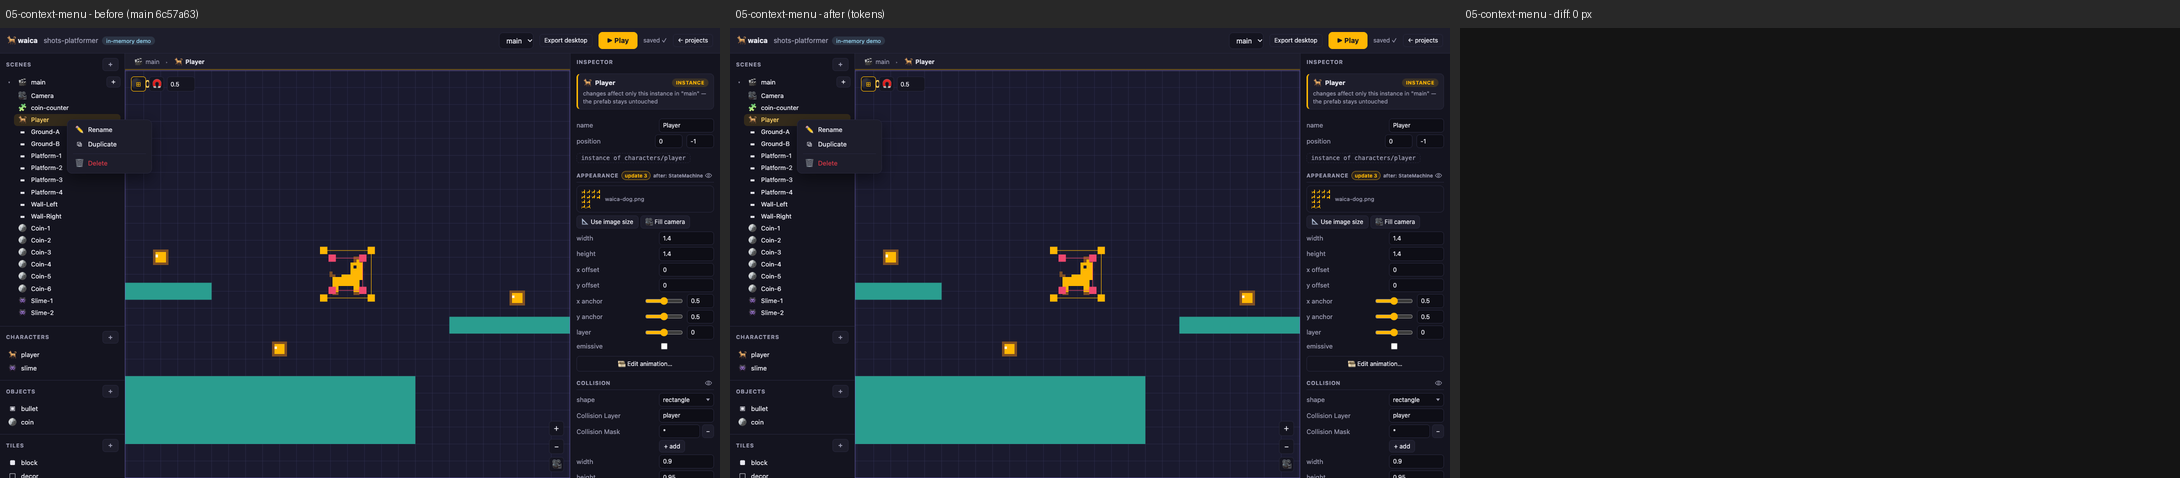 05-context-menu - before (main 6c57a63)
waica shots-platformer in-memory demo
main Export desktop ▶ Play saved ✓ ← projects
SCENES +
main +
Camera
coin-counter
Player
Ground-A
Ground-B
Platform-1
Platform-2
Platform-3
Platform-4
Wall-Left
Wall-Right
Coin-1
Coin-2
Coin-3
Coin-4
Coin-5
Coin-6
Slime-1
Slime-2
CHARACTERS +
player
slime
OBJECTS +
bullet
coin
TILES +
block
decor
Rename
Duplicate
Delete
main › Player
0.5
+
−
INSPECTOR
Player INSTANCE
changes affect only this instance in "main" —
the prefab stays untouched
name Player
position 0 -1
instance of characters/player
APPEARANCE update 3 after: StateMachine
waica-dog.png
Use image size Fill camera
width 1.4
height 1.4
x offset 0
y offset 0
x anchor 0.5
y anchor 0.5
layer 0
emissive
Edit animation...
COLLISION
shape rectangle
Collision Layer player
Collision Mask * −
+ add
width 0.9
height 0.95
05-context-menu - after (tokens)
waica shots-platformer in-memory demo
main Export desktop ▶ Play saved ✓ ← projects
SCENES +
main +
Camera
coin-counter
Player
Ground-A
Ground-B
Platform-1
Platform-2
Platform-3
Platform-4
Wall-Left
Wall-Right
Coin-1
Coin-2
Coin-3
Coin-4
Coin-5
Coin-6
Slime-1
Slime-2
CHARACTERS +
player
slime
OBJECTS +
bullet
coin
TILES +
block
decor
Rename
Duplicate
Delete
main › Player
0.5
+
−
INSPECTOR
Player INSTANCE
changes affect only this instance in "main" —
the prefab stays untouched
name Player
position 0 -1
instance of characters/player
APPEARANCE update 3 after: StateMachine
waica-dog.png
Use image size Fill camera
width 1.4
height 1.4
x offset 0
y offset 0
x anchor 0.5
y anchor 0.5
layer 0
emissive
Edit animation...
COLLISION
shape rectangle
Collision Layer player
Collision Mask * −
+ add
width 0.9
height 0.95
05-context-menu - diff: 0 px